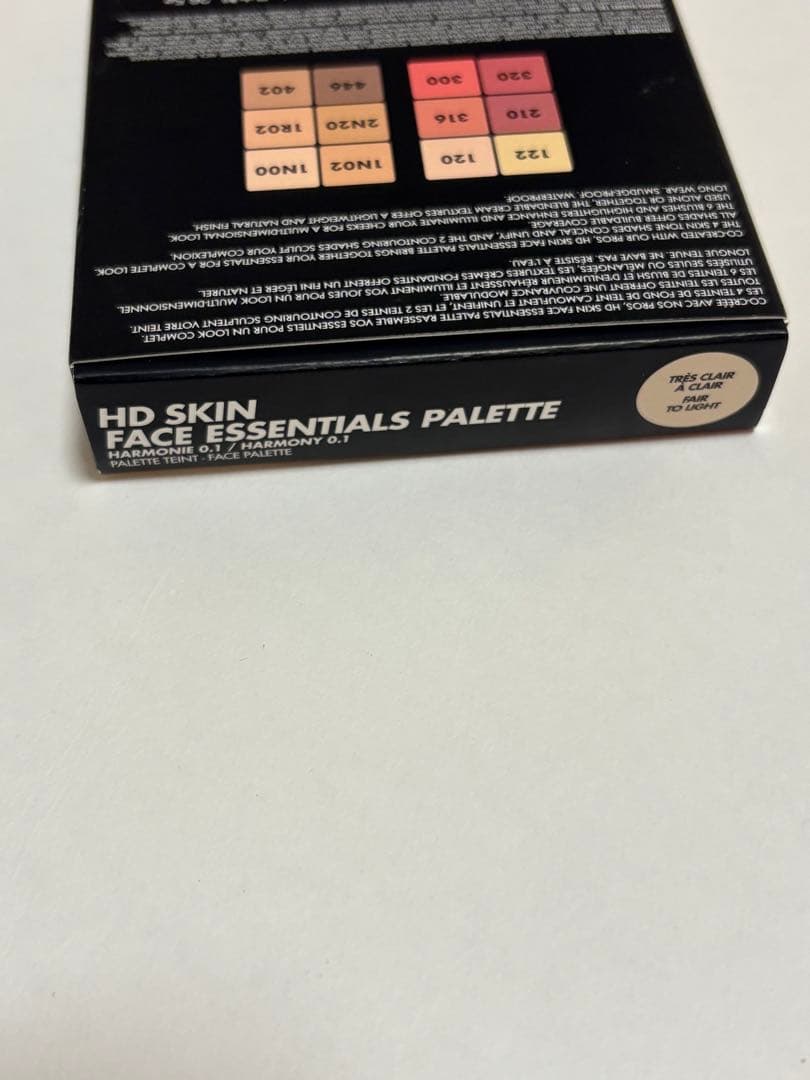 HD SKIN
FACE ESSENTIALS PALETTE
HARMONIE 0.1 / HARMONY 0.1
PALETTE TEINT - FACE PALETTE
TRÈS CLAIR
À CLAIR
FAIR
TO LIGHT
CO-CRÉÉE AVEC NOS PROS, HD SKIN FACE ESSENTIALS PALETTE RASSEMBLE VOS ESSENTIELS POUR UN LOOK COMPLET.
LES 4 TEINTES DE FOND DE TEINT CAMOUFLENT ET UNIFIENT, ET LES 2 TEINTES DE CONTOURING SCULPTENT VOTRE TEINT.
TOUTES LES TEINTES OFFRENT UNE COUVRANCE MODULABLE.
LES 6 TEINTES DE BLUSH ET D'ENLUMINEUR REHAUSSENT ET ILLUMINENT VOS JOUES POUR UN LOOK MULTI-DIMENSIONNEL.
UTILISÉES SEULES OU MÉLANGÉES, LES TEXTURES CRÈMES FONDANTES OFFRENT UN FINI LÉGER ET NATUREL.
LONGUE TENUE. NE BAVE PAS. RÉSISTE À L'EAU.
CO-CREATED WITH OUR PROS, HD SKIN FACE ESSENTIALS PALETTE BRINGS TOGETHER YOUR ESSENTIALS FOR A COMPLETE LOOK.
THE 4 SKIN TONE SHADES CONCEAL AND UNIFY, AND THE 2 CONTOURING SHADES SCULPT YOUR COMPLEXION.
ALL SHADES OFFER BUILDABLE COVERAGE.
THE 6 BLUSHES AND HIGHLIGHTERS ENHANCE AND ILLUMINATE YOUR CHEEKS FOR A MULTI-DIMENSIONAL LOOK.
USED ALONE OR TOGETHER, THE BLENDABLE CREAM TEXTURES OFFER A LIGHTWEIGHT AND NATURAL FINISH.
LONG WEAR. SMUDGE-PROOF. WATERPROOF.
122 120 1N02 1N00
210 316 2N20 1R02
320 300 446 402